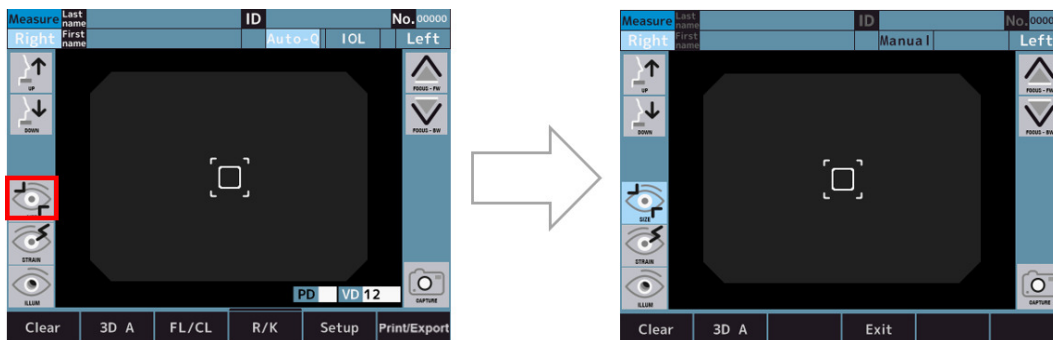 Measure Last name ID No. 00000
Right First name Auto-Q IOL Left
UP
FOCUS-FW
DOWN
FOCUS-BW
STRAIN
ILLUM
CAPTURE
PD VD 12
Clear 3D A FL/CL R/K Setup Print/Export
Measure Last name ID No. 0000
Right First name Manual Left
UP
FOCUS-FW
DOWN
FOCUS-BW
SIZE
STRAIN
ILLUM
CAPTURE
Clear 3D A Exit